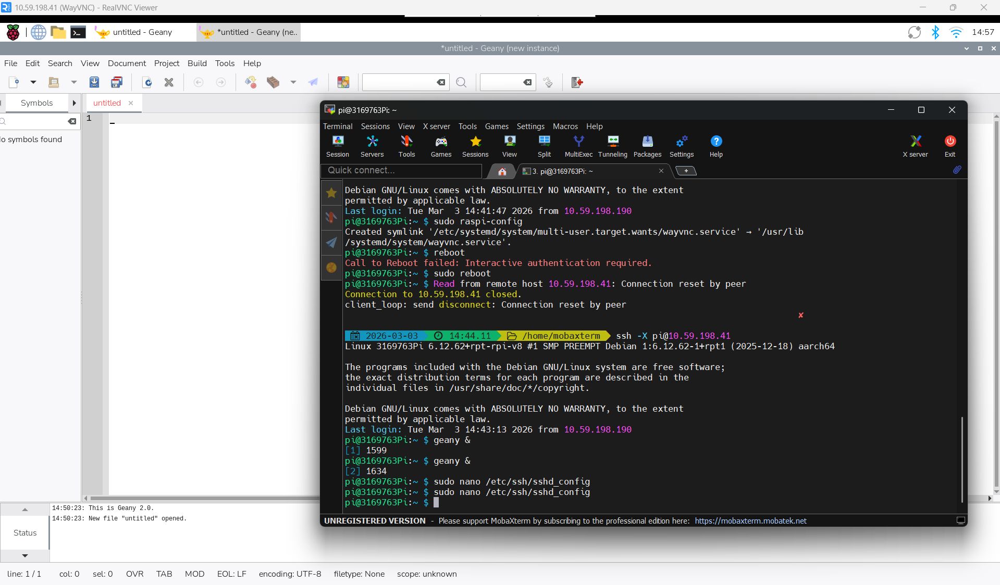 10.59.198.41 (WayVNC) - RealVNC Viewer
untitled - Geany
*untitled - Geany (ne..
14:57
*untitled - Geany (new instance)
File Edit Search View Document Project Build Tools Help
Symbols
untitled
1
o symbols found
pi@3169763Pi: ~
Terminal Sessions View X server Tools Games Settings Macros Help
Session Servers Tools Games Sessions View Split MultiExec Tunneling Packages Settings Help X server Exit
Quick connect...
3. pi@3169763Pi: ~
Debian GNU/Linux comes with ABSOLUTELY NO WARRANTY, to the extent
permitted by applicable law.
Last login: Tue Mar  3 14:41:47 2026 from 10.59.198.190
pi@3169763Pi:~ $ sudo raspi-config
Created symlink '/etc/systemd/system/multi-user.target.wants/wayvnc.service' → '/usr/lib
/systemd/system/wayvnc.service'.
pi@3169763Pi:~ $ reboot
Call to Reboot failed: Interactive authentication required.
pi@3169763Pi:~ $ sudo reboot
pi@3169763Pi:~ $ Read from remote host 10.59.198.41: Connection reset by peer
Connection to 10.59.198.41 closed.
client_loop: send disconnect: Connection reset by peer
✘
2026-03-03 14:44.11 /home/mobaxterm ssh -X pi@10.59.198.41
Linux 3169763Pi 6.12.62+rpt-rpi-v8 #1 SMP PREEMPT Debian 1:6.12.62-1+rpt1 (2025-12-18) aarch64
The programs included with the Debian GNU/Linux system are free software;
the exact distribution terms for each program are described in the
individual files in /usr/share/doc/*/copyright.
Debian GNU/Linux comes with ABSOLUTELY NO WARRANTY, to the extent
permitted by applicable law.
Last login: Tue Mar  3 14:43:13 2026 from 10.59.198.190
pi@3169763Pi:~ $ geany &
[1] 1599
pi@3169763Pi:~ $ geany &
[2] 1634
pi@3169763Pi:~ $ sudo nano /etc/ssh/sshd_config
pi@3169763Pi:~ $ sudo nano /etc/ssh/sshd_config
pi@3169763Pi:~ $
UNREGISTERED VERSION - Please support MobaXterm by subscribing to the professional edition here: https://mobaxterm.mobatek.net
14:50:23: This is Geany 2.0.
14:50:23: New file "untitled" opened.
Status
line: 1 / 1 col: 0 sel: 0 OVR TAB MOD EOL: LF encoding: UTF-8 filetype: None scope: unknown